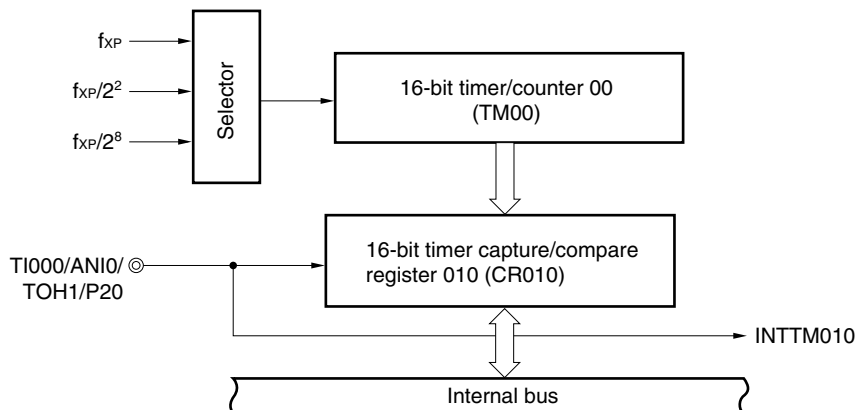 fXP
fXP/2²
fXP/2⁸
Selector
16-bit timer/counter 00
(TM00)
16-bit timer capture/compare
register 010 (CR010)
TI000/ANI0/
TOH1/P20
INTTM010
Internal bus